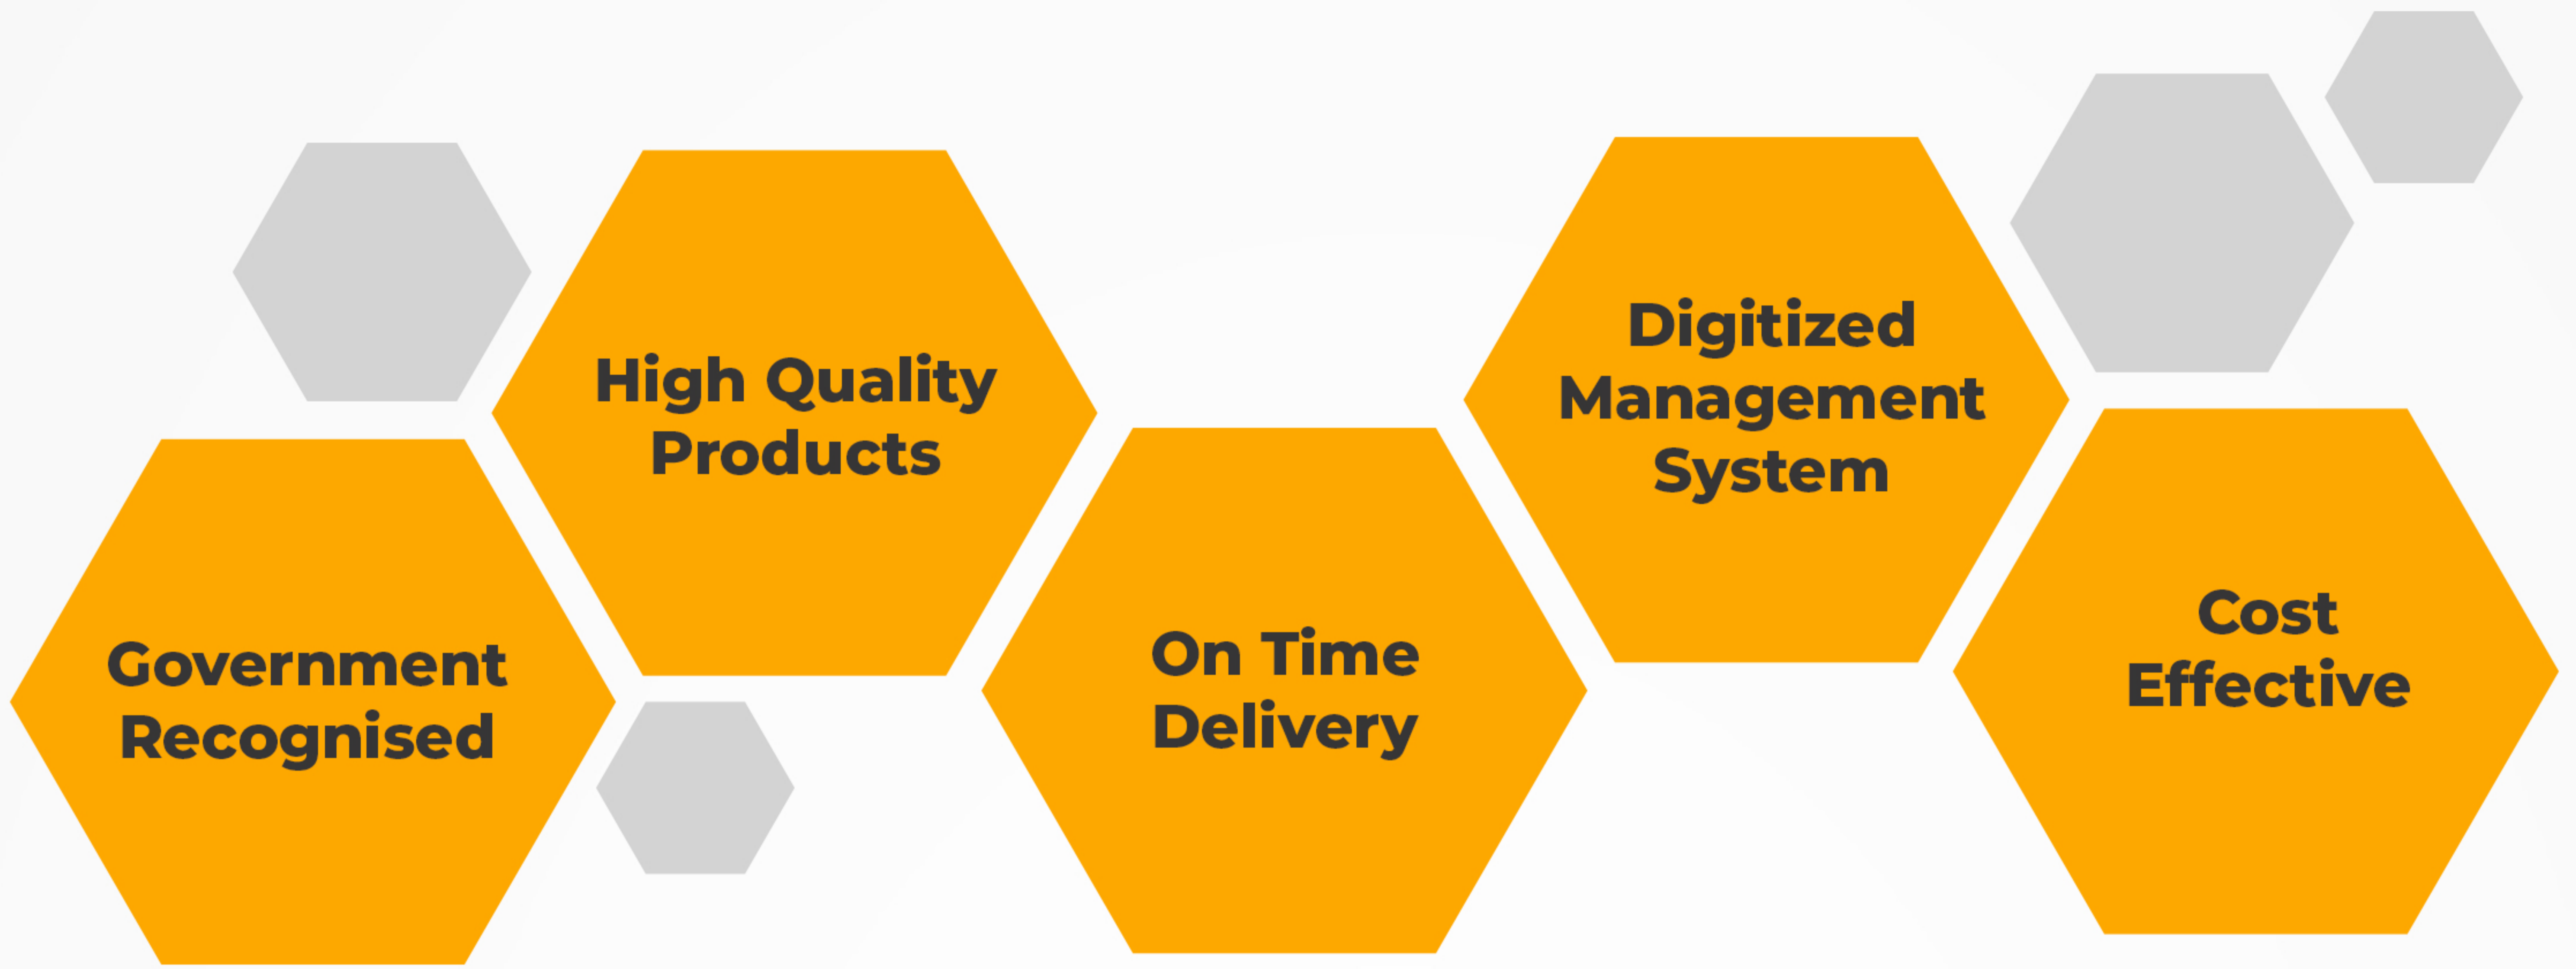 Government
Recognised
High Quality
Products
On Time
Delivery
Digitized
Management
System
Cost
Effective